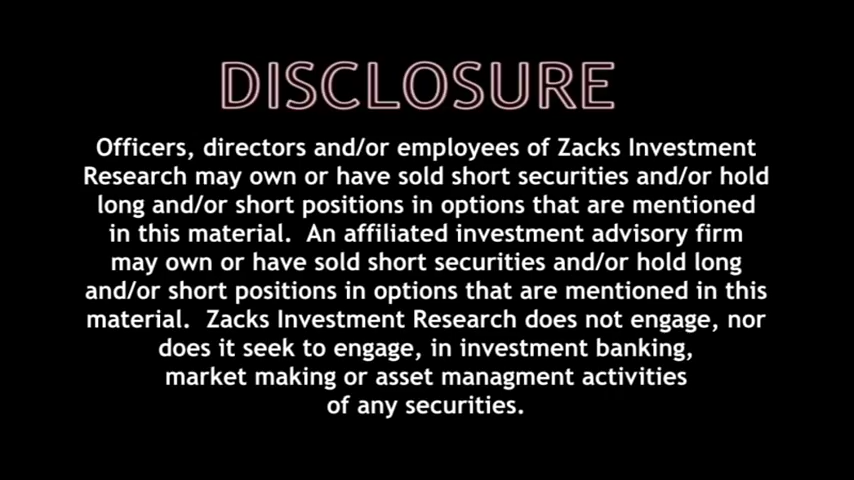 DISCLOSURE
Officers, directors and/or employees of Zacks Investment
Research may own or have sold short securities and/or hold
long and/or short positions in options that are mentioned
in this material.  An affiliated investment advisory firm
may own or have sold short securities and/or hold long
and/or short positions in options that are mentioned in this
material.  Zacks Investment Research does not engage, nor
does it seek to engage, in investment banking,
market making or asset managment activities
of any securities.